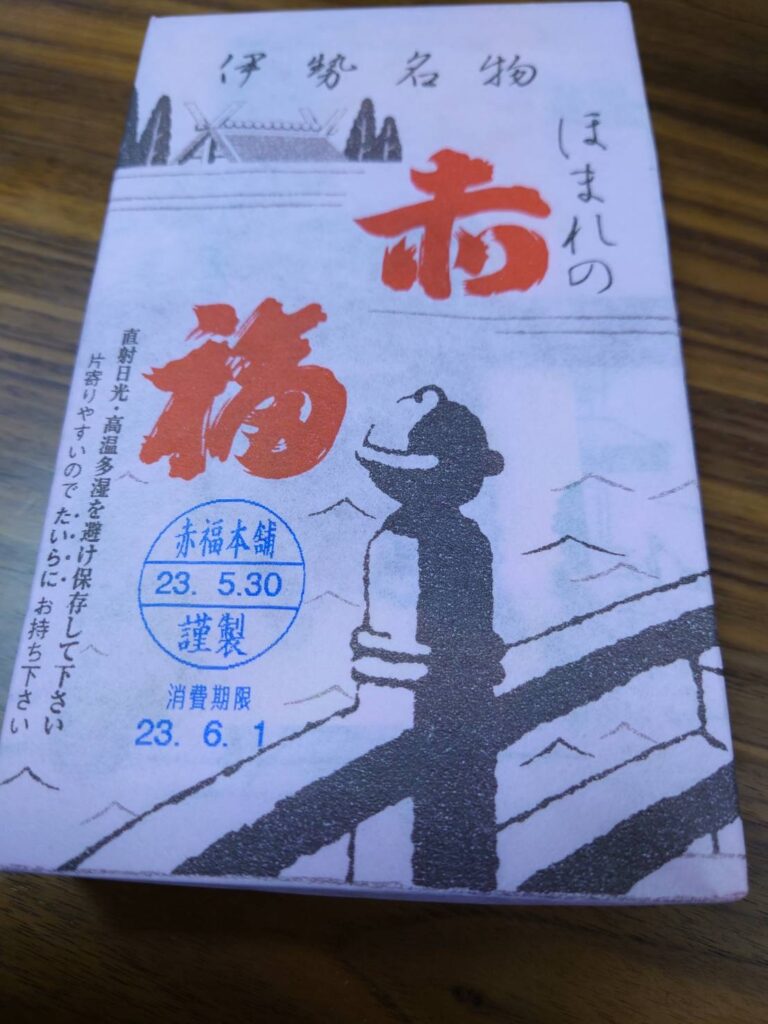 伊勢名物
ほまれの
赤福
直射日光・高温多湿を避け保存して下さい
片寄りやすいので たいらに お持ち下さい
赤福本舗
23. 5.30
謹製
消費期限
23. 6. 1